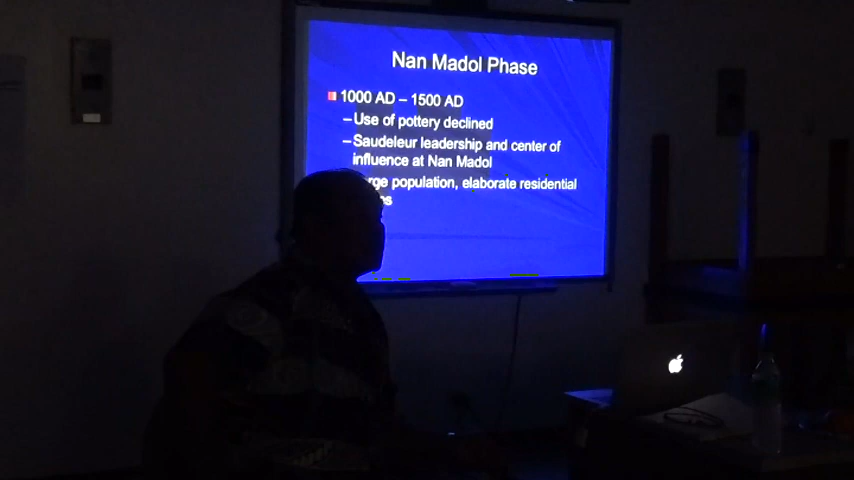 Nan Madol Phase
1000 AD – 1500 AD
–Use of pottery declined
–Saudeleur leadership and center of
influence at Nan Madol
population, elaborate residential